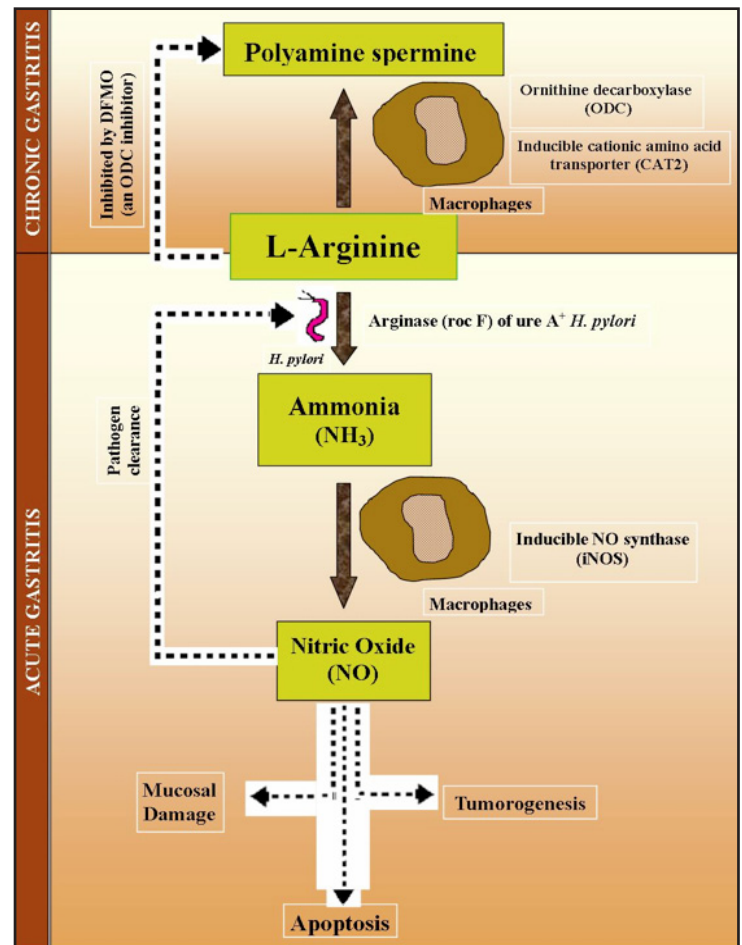 CHRONIC GASTRITIS
Polyamine spermine
Inhibited by DFMO
(an ODC inhibitor)
Ornithine decarboxylase
(ODC)
Inducible cationic amino acid
transporter (CAT2)
Macrophages
L-Arginine
ACUTE GASTRITIS
Arginase (roc F) of ure A⁺ H. pylori
H. pylori
Ammonia
(NH₃)
Pathogen
clearance
Inducible NO synthase
(iNOS)
Macrophages
Nitric Oxide
(NO)
Mucosal
Damage
Tumorogenesis
Apoptosis